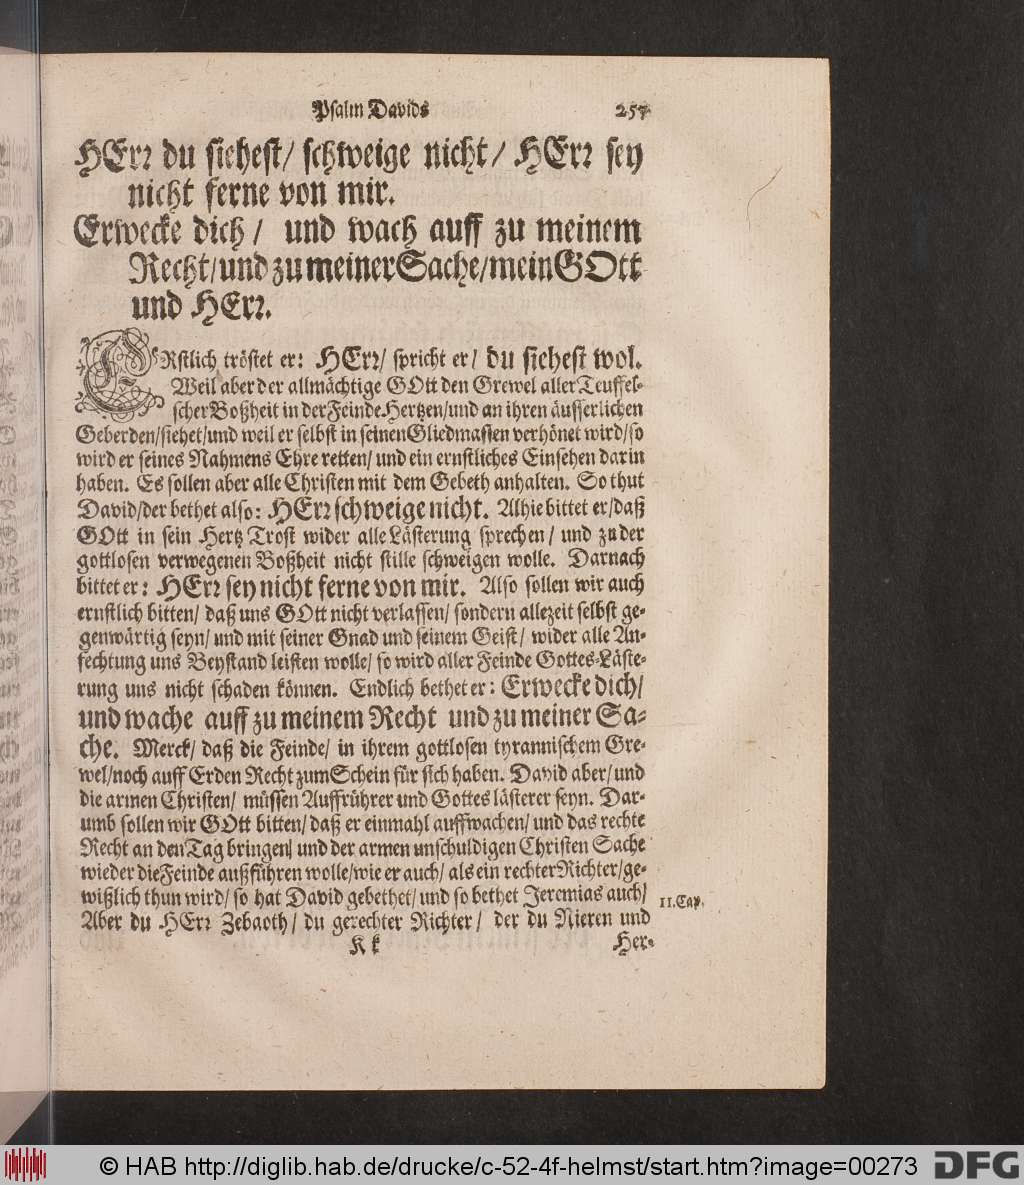 Psalm Davids 257
HErr du siehest/ schweige nicht/ HErr sey
nicht ferne von mir.
Erwecke dich/ und wach auff zu meinem
Recht/und zu meiner Sache/mein GOtt
und HErr.
ERstlich tröstet er: HErr/ spricht er/ du siehest wol.
Weil aber der allmächtige GOtt den Grewel aller Teuffel-
scher Boßheit in der Feinde Hertzen/und an ihren äusserlichen
Geberden/siehet/und weil er selbst in seinen Gliedmassen verhönet wird/so
wird er seines Nahmens Ehre retten/ und ein ernstliches Einsehen darin
haben. Es sollen aber alle Christen mit dem Gebeth anhalten. So thut
David/der bethet also: HErr schweige nicht. Alhie bittet er/daß
GOtt in sein Hertz Trost wider alle Lästerung sprechen/ und zu der
gottlosen verwegenen Boßheit nicht stille schweigen wolle. Darnach
bittet er: HErr sey nicht ferne von mir. Also sollen wir auch
ernstlich bitten/ daß uns GOtt nicht verlassen/ sondern allezeit selbst ge-
genwärtig seyn/ und mit seiner Gnad und seinem Geist/ wider alle An-
fechtung uns Beystand leisten wolle/ so wird aller Feinde Gottes-Läste-
rung uns nicht schaden können. Endlich bethet er: Erwecke dich/
und wache auff zu meinem Recht und zu meiner Sa-
che. Merck/ daß die Feinde/ in ihrem gottlosen tyrannischem Gre-
wel/noch auff Erden Recht zum Schein für sich haben. David aber/und
die armen Christen/ müssen Auffrührer und Gottes lästerer seyn. Dar-
umb sollen wir GOtt bitten/ daß er einmahl auffwachen/ und das rechte
Recht an den Tag bringen/ und der armen unschuldigen Christen Sache
wieder die Feinde außführen wolle/wie er auch/ als ein rechter Richter/ge-
wißlich thun wird/ so hat David gebethet/ und so bethet Jeremias auch/
11. Cap.
Aber du HErr Zebaoth/ du gerechter Richter/ der du Nieren und
K k Her-
© HAB http://diglib.hab.de/drucke/c-52-4f-helmst/start.htm?image=00273
DFG